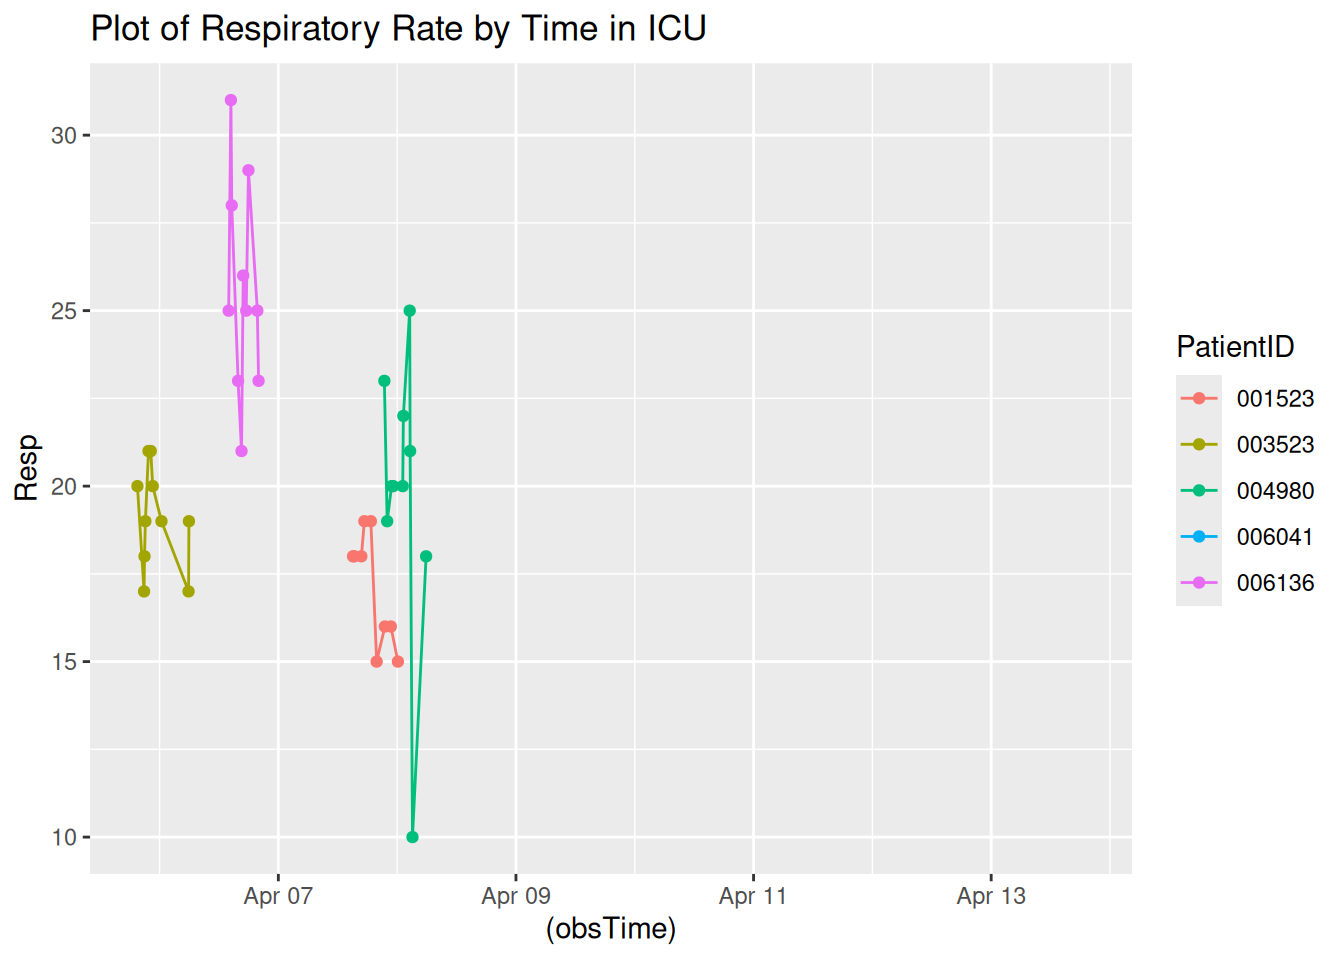 Plot of Respiratory Rate by Time in ICU
Resp
30
25
20
15
10
Apr 07 Apr 09 Apr 11 Apr 13
(obsTime)
PatientID
001523
003523
004980
006041
006136